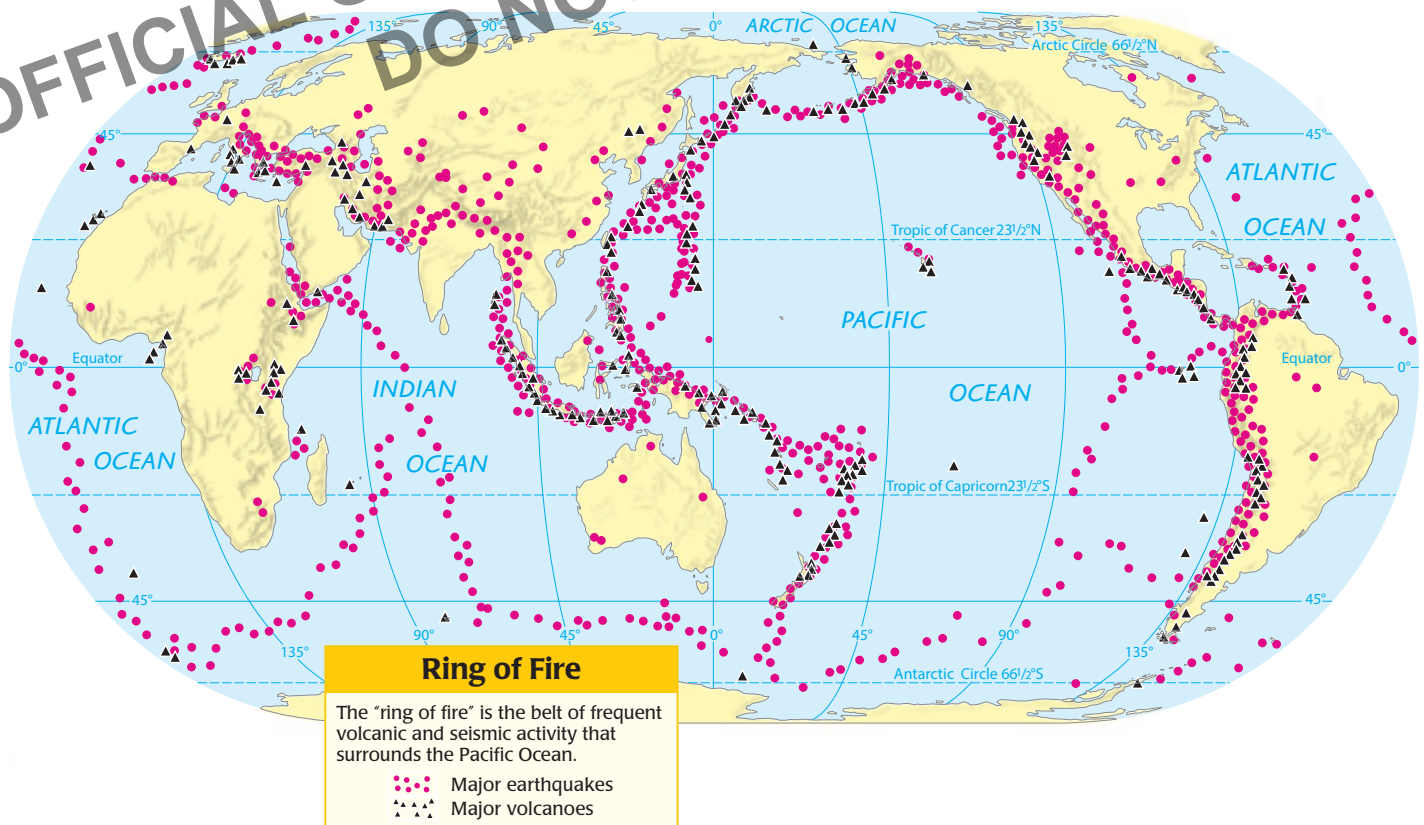 OFFICIAL
DO NO
135°
90°
45°
0°
ARCTIC OCEAN
135°
Arctic Circle 66½°N
45°
45°
ATLANTIC
OCEAN
Tropic of Cancer 23½°N
PACIFIC
OCEAN
Equator
0°
Equator
0°
INDIAN
OCEAN
ATLANTIC
OCEAN
Tropic of Capricorn 23½°S
45°
45°
135°
90°
45°
0°
45°
90°
135°
Antarctic Circle 66½°S
Ring of Fire
The "ring of fire" is the belt of frequent
volcanic and seismic activity that
surrounds the Pacific Ocean.
Major earthquakes
Major volcanoes